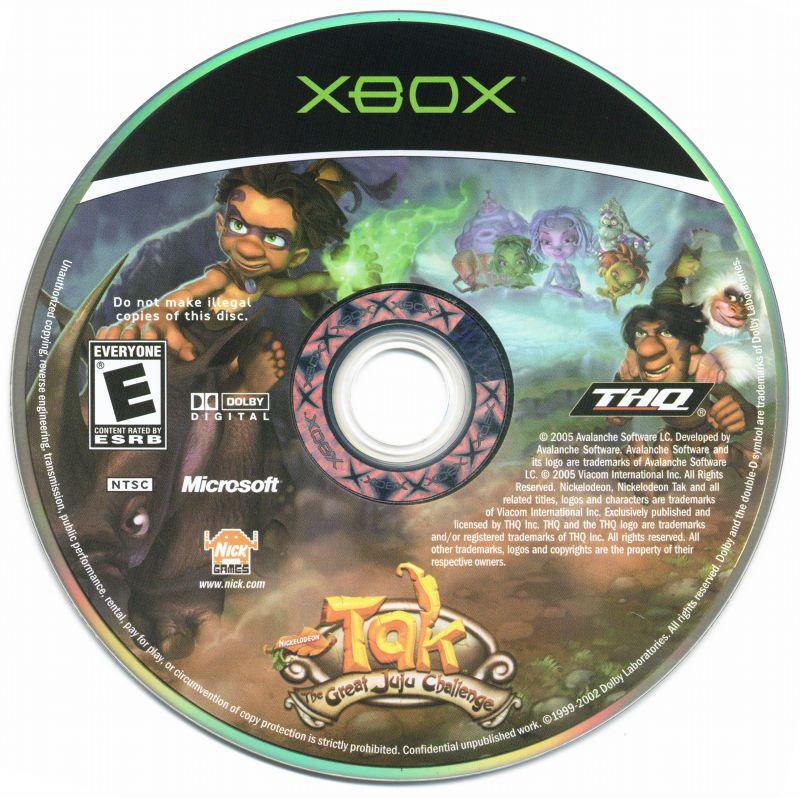 XBOX
Do not make illegal
copies of this disc.
EVERYONE
E
CONTENT RATED BY
ESRB
DOLBY
DIGITAL
NTSC
Microsoft
NICK
GAMES
www.nick.com
XBOX
THQ
© 2005 Avalanche Software LC. Developed by
Avalanche Software. Avalanche Software and
its logo are trademarks of Avalanche Software
LC. © 2005 Viacom International Inc. All Rights
Reserved. Nickelodeon, Nickelodeon Tak and all
related titles, logos and characters are trademarks
of Viacom International Inc. Exclusively published and
licensed by THQ Inc. THQ and the THQ logo are trademarks
and/or registered trademarks of THQ Inc. All rights reserved. All
other trademarks, logos and copyrights are the property of their
respective owners.
NICKELODEON
Tak
The Great Juju Challenge
Unauthorized copying, reverse engineering, transmission, public performance, rental, pay for play, or circumvention of copy protection is strictly prohibited. Confidential unpublished work. ©1999-2002 Dolby Laboratories. All rights reserved. Dolby and the double-D symbol are trademarks of Dolby Laboratories.